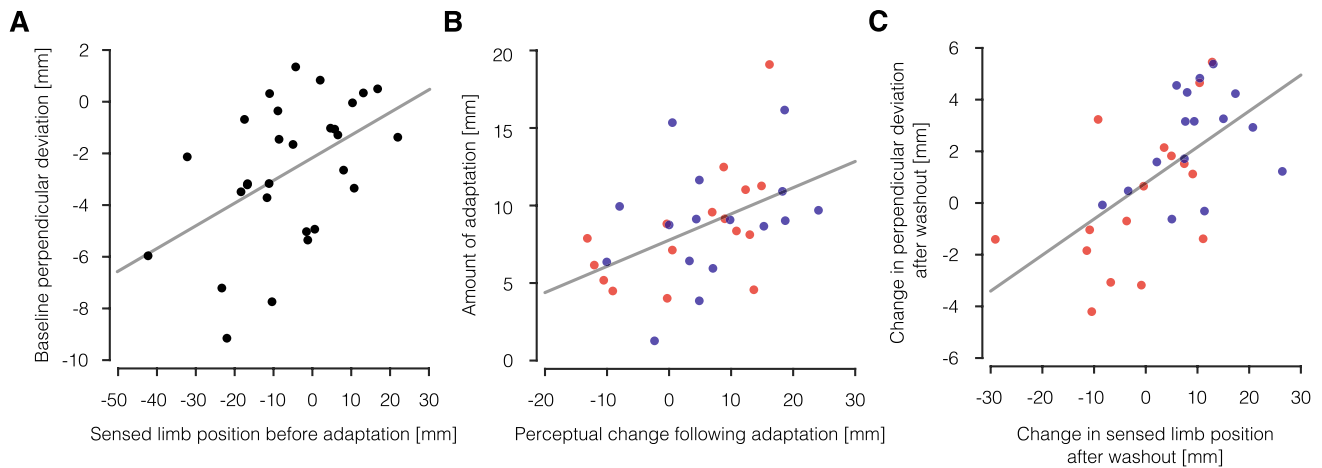 A
B
C
Baseline perpendicular deviation [mm]
2
0
-2
-4
-6
-8
-10
-50 -40 -30 -20 -10 0 10 20 30
Sensed limb position before adaptation [mm]
Amount of adaptation [mm]
20
15
10
5
0
-20 -10 0 10 20 30
Perceptual change following adaptation [mm]
Change in perpendicular deviation
after washout [mm]
6
4
2
0
-2
-4
-6
-30 -20 -10 0 10 20 30
Change in sensed limb position
after washout [mm]